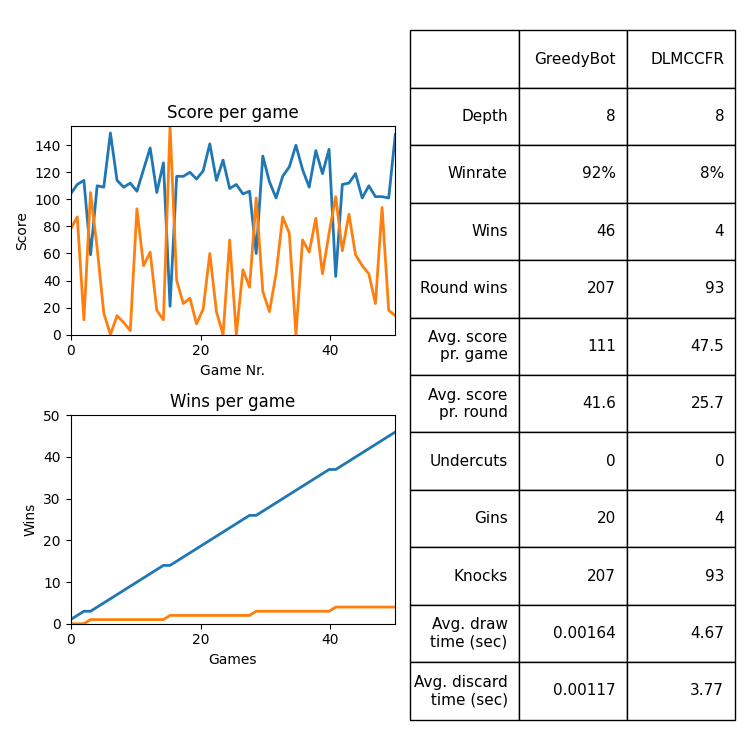 Score per game
140
120
100
80
60
40
20
0
Score
0 20 40
Game Nr.
Wins per game
50
40
30
20
10
0
Wins
0 20 40
Games
GreedyBot DLMCCFR
Depth 8 8
Winrate 92% 8%
Wins 46 4
Round wins 207 93
Avg. score
pr. game 111 47.5
Avg. score
pr. round 41.6 25.7
Undercuts 0 0
Gins 20 4
Knocks 207 93
Avg. draw
time (sec) 0.00164 4.67
Avg. discard
time (sec) 0.00117 3.77